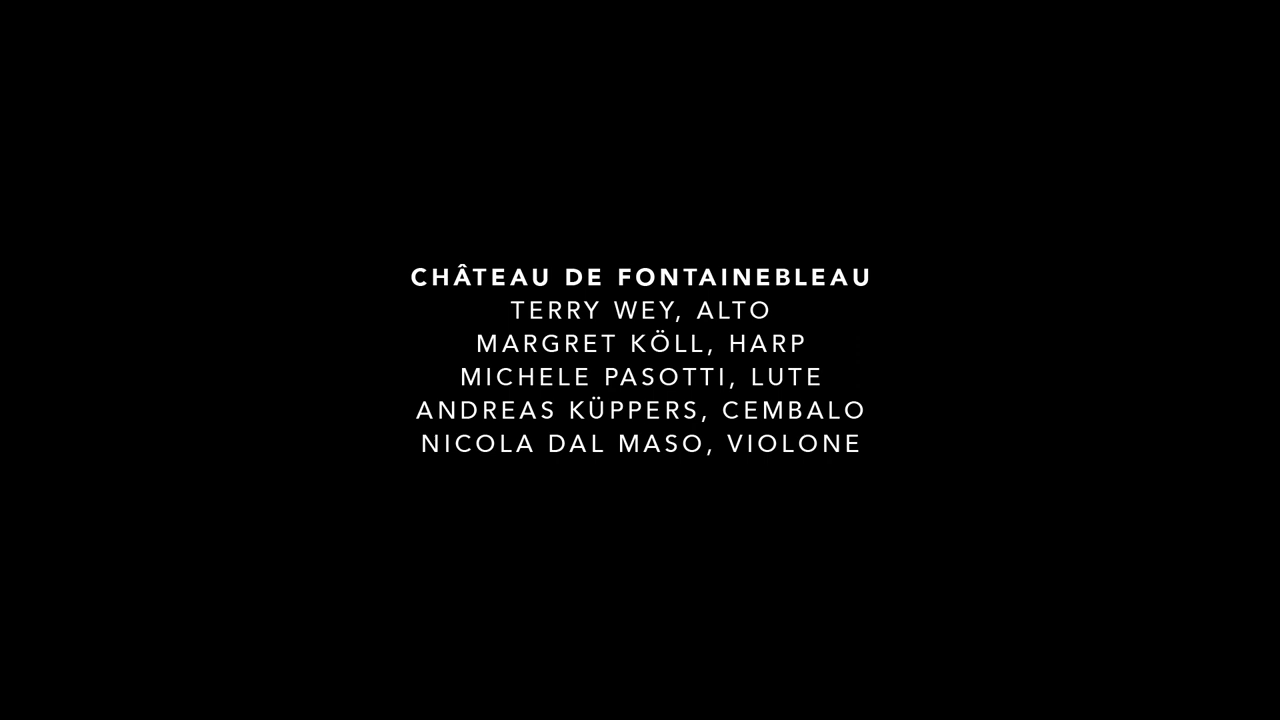 CHÂTEAU DE FONTAINEBLEAU
TERRY WEY, ALTO
MARGRET KÖLL, HARP
MICHELE PASOTTI, LUTE
ANDREAS KÜPPERS, CEMBALO
NICOLA DAL MASO, VIOLONE